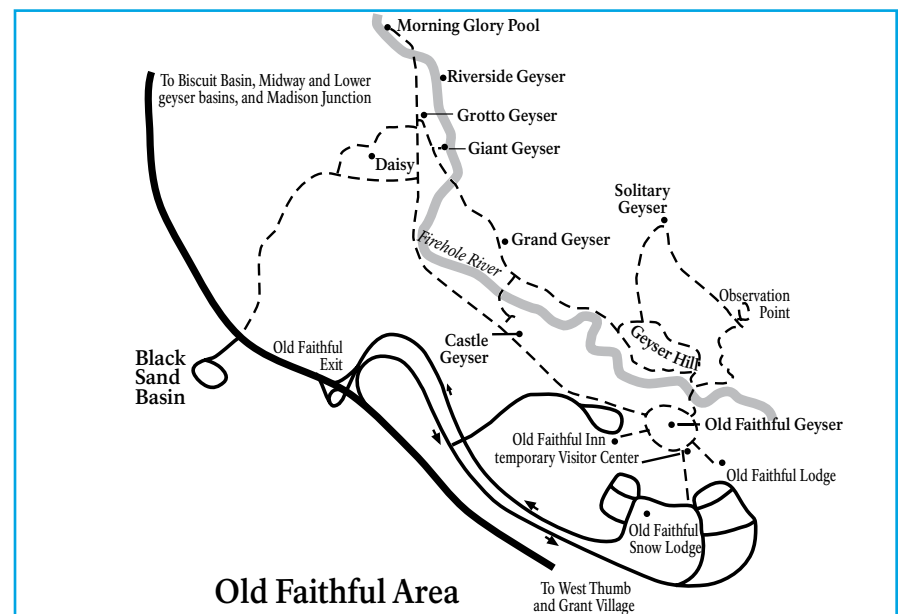 Morning Glory Pool
To Biscuit Basin, Midway and Lower
geyser basins, and Madison Junction
Riverside Geyser
Grotto Geyser
Giant Geyser
Daisy
Solitary
Geyser
Grand Geyser
Firehole River
Observation
Point
Old Faithful
Exit
Castle
Geyser
Geyser Hill
Black
Sand
Basin
Old Faithful Geyser
Old Faithful Inn
temporary Visitor Center
Old Faithful Lodge
Old Faithful
Snow Lodge
Old Faithful Area
To West Thumb
and Grant Village